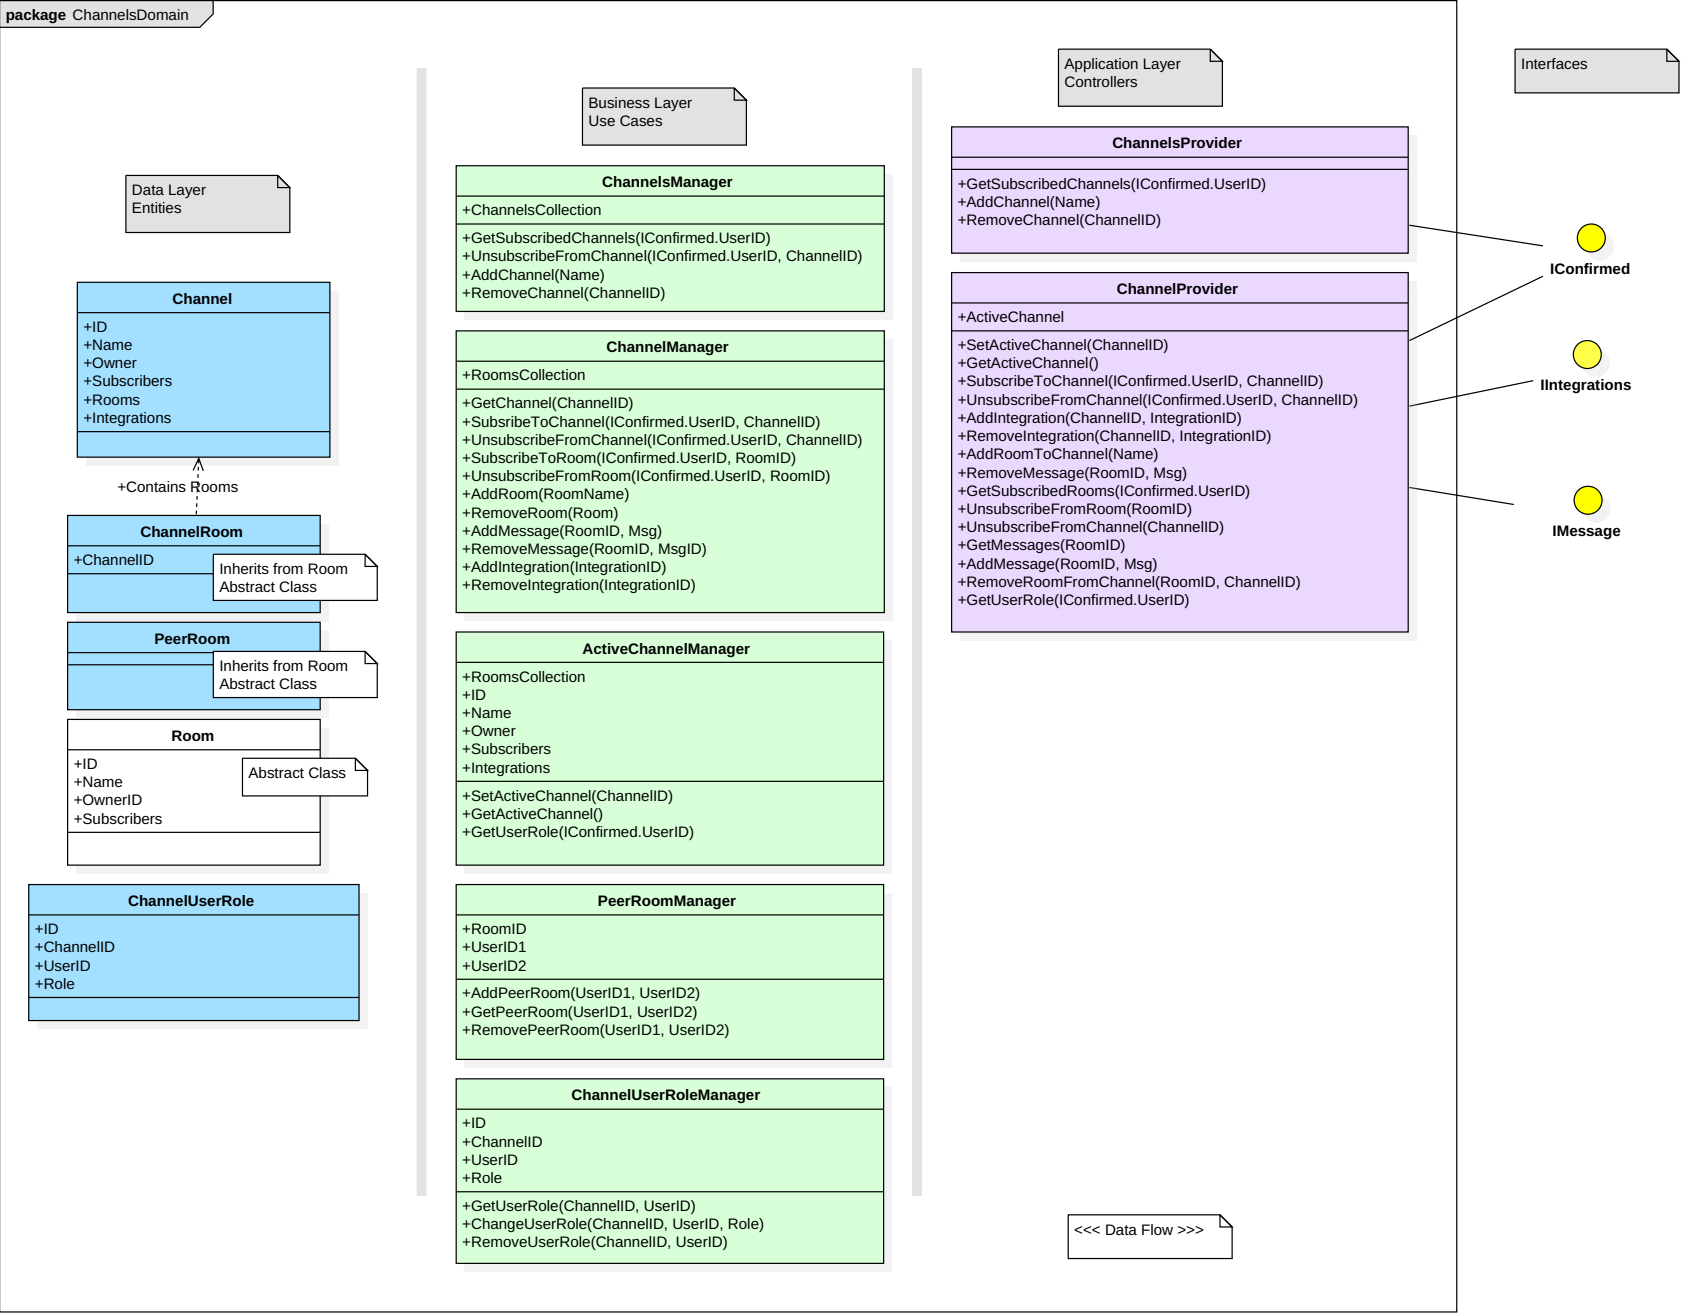 package ChannelsDomain
Data Layer
Entities
Channel
+ID
+Name
+Owner
+Subscribers
+Rooms
+Integrations
+Contains Rooms
ChannelRoom
+ChannelID
Inherits from Room
Abstract Class
PeerRoom
Inherits from Room
Abstract Class
Room
+ID
+Name
+OwnerID
+Subscribers
Abstract Class
ChannelUserRole
+ID
+ChannelID
+UserID
+Role
Business Layer
Use Cases
ChannelsManager
+ChannelsCollection
+GetSubscribedChannels(IConfirmed.UserID)
+UnsubscribeFromChannel(IConfirmed.UserID, ChannelID)
+AddChannel(Name)
+RemoveChannel(ChannelID)
ChannelManager
+RoomsCollection
+GetChannel(ChannelID)
+SubsribeToChannel(IConfirmed.UserID, ChannelID)
+UnsubscribeFromChannel(IConfirmed.UserID, ChannelID)
+SubscribeToRoom(IConfirmed.UserID, RoomID)
+UnsubscribeFromRoom(IConfirmed.UserID, RoomID)
+AddRoom(RoomName)
+RemoveRoom(Room)
+AddMessage(RoomID, Msg)
+RemoveMessage(RoomID, MsgID)
+AddIntegration(IntegrationID)
+RemoveIntegration(IntegrationID)
ActiveChannelManager
+RoomsCollection
+ID
+Name
+Owner
+Subscribers
+Integrations
+SetActiveChannel(ChannelID)
+GetActiveChannel()
+GetUserRole(IConfirmed.UserID)
PeerRoomManager
+RoomID
+UserID1
+UserID2
+AddPeerRoom(UserID1, UserID2)
+GetPeerRoom(UserID1, UserID2)
+RemovePeerRoom(UserID1, UserID2)
ChannelUserRoleManager
+ID
+ChannelID
+UserID
+Role
+GetUserRole(ChannelID, UserID)
+ChangeUserRole(ChannelID, UserID, Role)
+RemoveUserRole(ChannelID, UserID)
Application Layer
Controllers
ChannelsProvider
+GetSubscribedChannels(IConfirmed.UserID)
+AddChannel(Name)
+RemoveChannel(ChannelID)
ChannelProvider
+ActiveChannel
+SetActiveChannel(ChannelID)
+GetActiveChannel()
+SubscribeToChannel(IConfirmed.UserID, ChannelID)
+UnsubscribeFromChannel(IConfirmed.UserID, ChannelID)
+AddIntegration(ChannelID, IntegrationID)
+RemoveIntegration(ChannelID, IntegrationID)
+AddRoomToChannel(Name)
+RemoveMessage(RoomID, Msg)
+GetSubscribedRooms(IConfirmed.UserID)
+UnsubscribeFromRoom(RoomID)
+UnsubscribeFromChannel(ChannelID)
+GetMessages(RoomID)
+AddMessage(RoomID, Msg)
+RemoveRoomFromChannel(RoomID, ChannelID)
+GetUserRole(IConfirmed.UserID)
<<< Data Flow >>>
Interfaces
IConfirmed
IIntegrations
IMessage